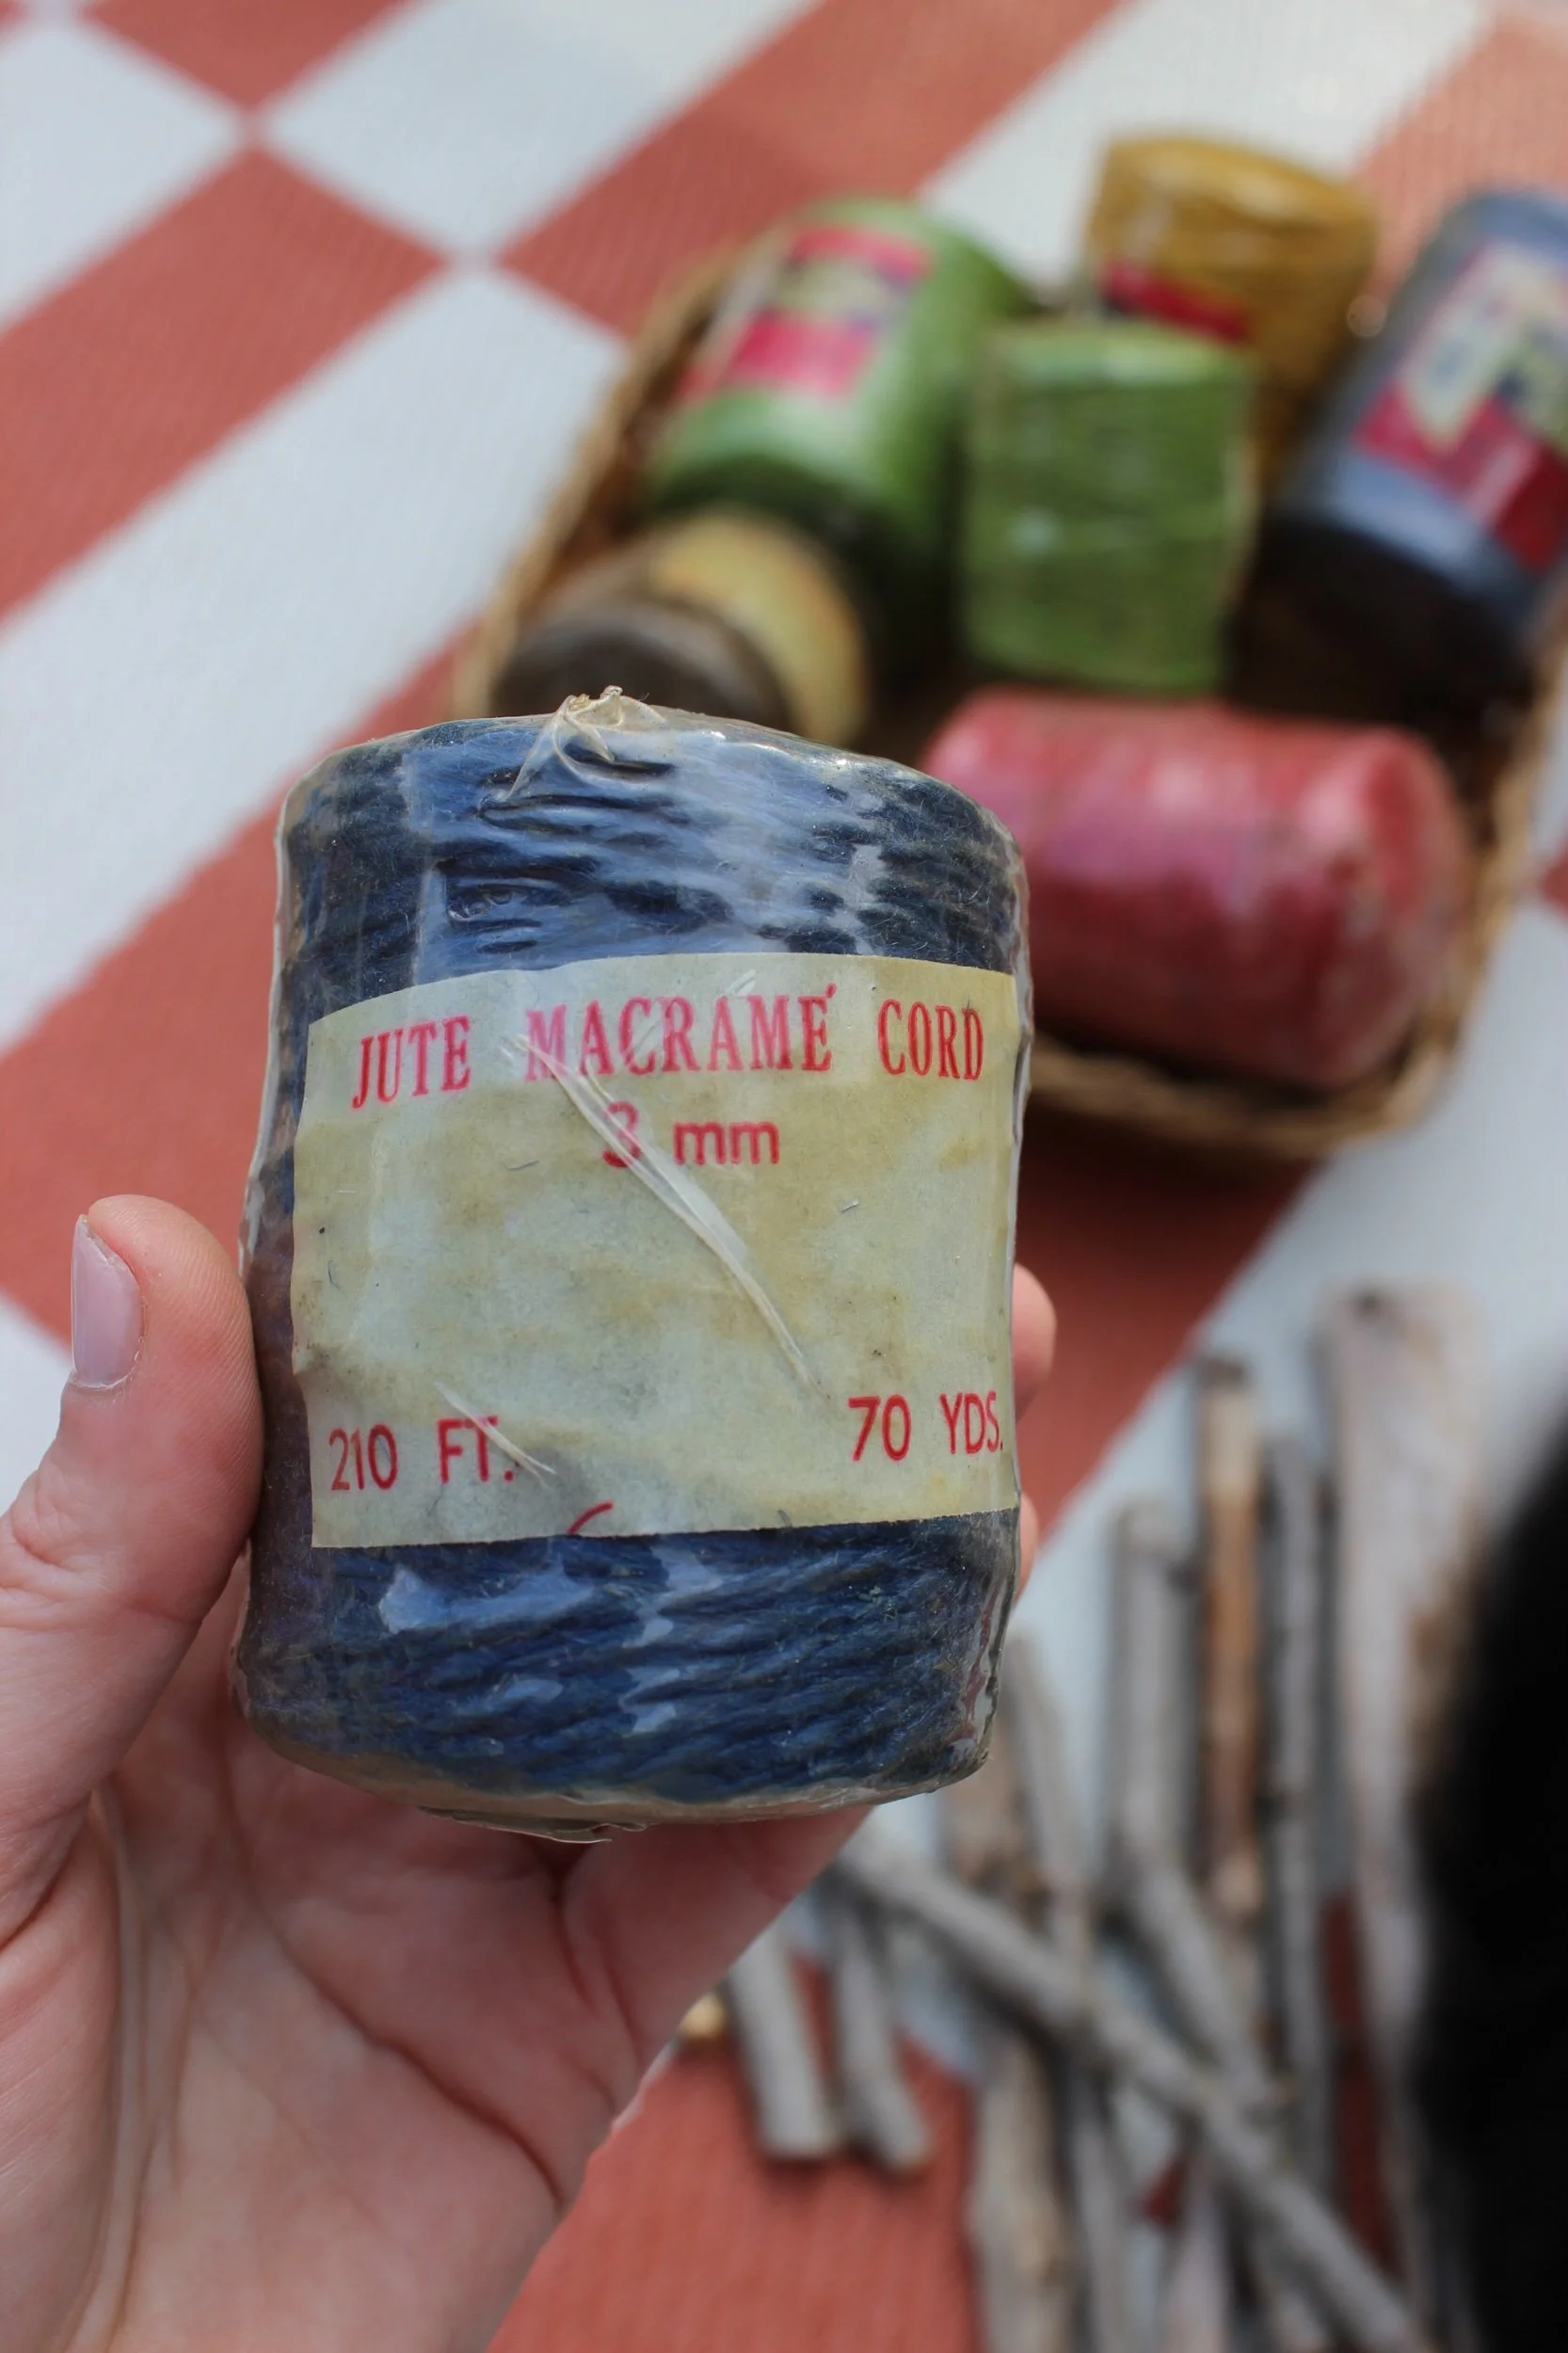 JUTE MACRAMÉ CORD
3 mm
210 FT. 70 YDS.